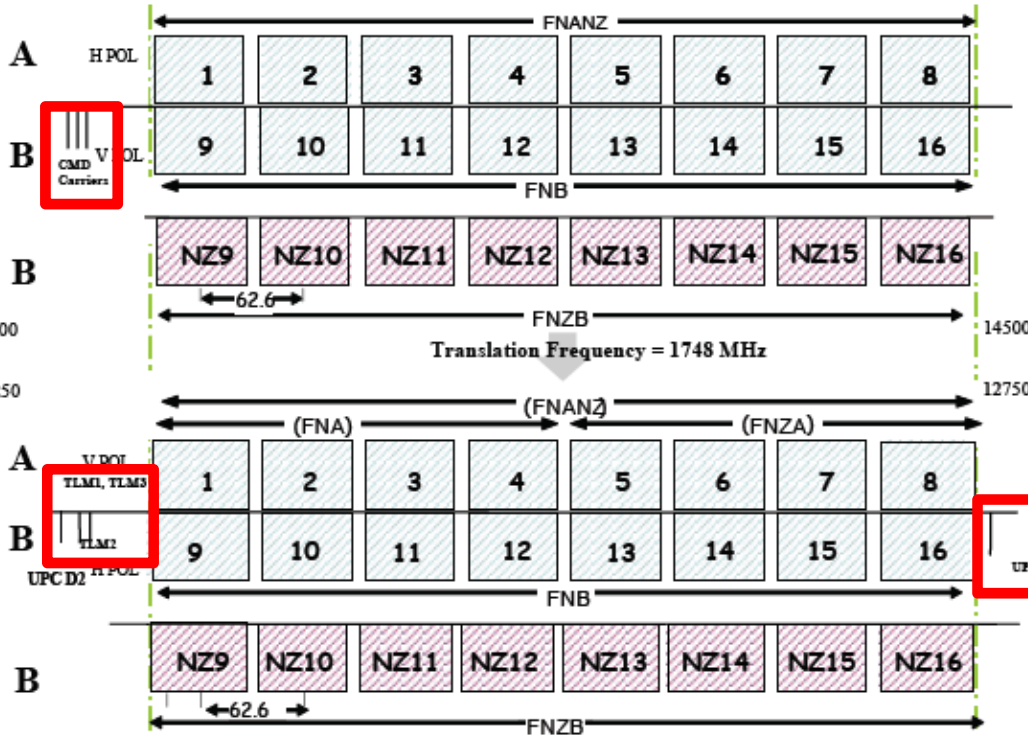 FNANZ
A H POL 1 2 3 4 5 6 7 8
B V POL 9 10 11 12 13 14 15 16
CMD
Carriers
FNB
B NZ9 NZ10 NZ11 NZ12 NZ13 NZ14 NZ15 NZ16
62.6
FNZB
00 14500
Translation Frequency = 1748 MHz
50 12750
(FNANZ)
(FNA) (FNZA)
A V POL 1 2 3 4 5 6 7 8
TLM1, TLM3
B TLM2 9 10 11 12 13 14 15 16
UPC D2 H POL UP
FNB
B NZ9 NZ10 NZ11 NZ12 NZ13 NZ14 NZ15 NZ16
62.6
FNZB